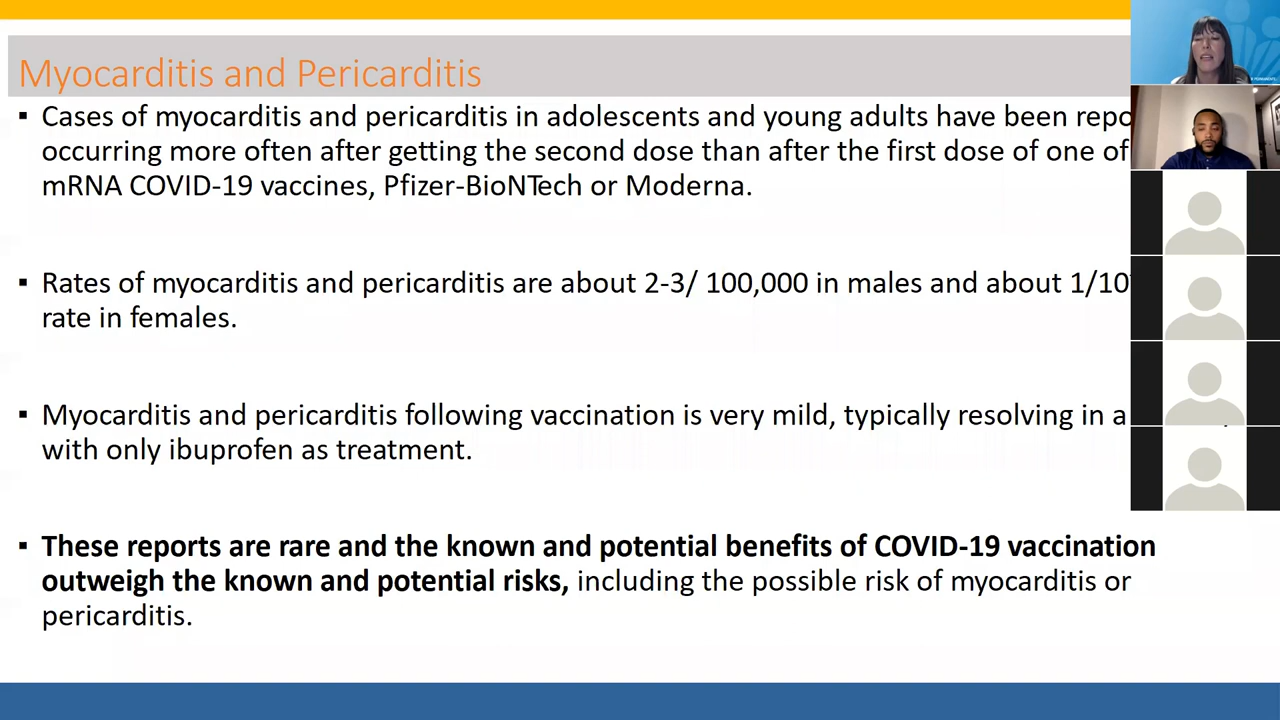 Myocarditis and Pericarditis
▪ Cases of myocarditis and pericarditis in adolescents and young adults have been repo
occurring more often after getting the second dose than after the first dose of one of
mRNA COVID-19 vaccines, Pfizer-BioNTech or Moderna.
▪ Rates of myocarditis and pericarditis are about 2-3/ 100,000 in males and about 1/10
rate in females.
▪ Myocarditis and pericarditis following vaccination is very mild, typically resolving in a
with only ibuprofen as treatment.
▪ These reports are rare and the known and potential benefits of COVID-19 vaccination
outweigh the known and potential risks, including the possible risk of myocarditis or
pericarditis.